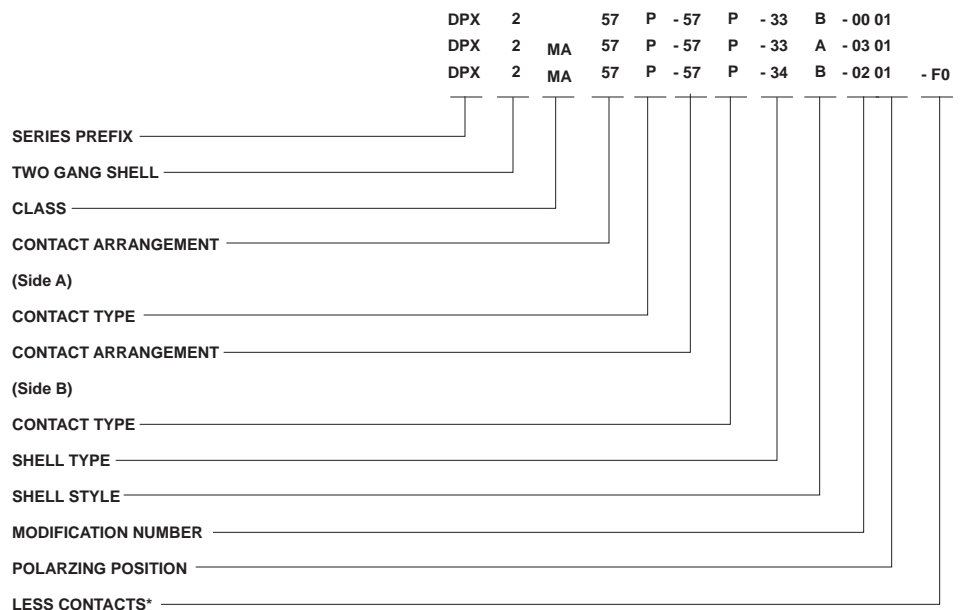 DPX 2 57 P - 57 P - 33 B - 00 01
DPX 2 MA 57 P - 57 P - 33 A - 03 01
DPX 2 MA 57 P - 57 P - 34 B - 02 01 - F0
SERIES PREFIX
TWO GANG SHELL
CLASS
CONTACT ARRANGEMENT
(Side A)
CONTACT TYPE
CONTACT ARRANGEMENT
(Side B)
CONTACT TYPE
SHELL TYPE
SHELL STYLE
MODIFICATION NUMBER
POLARZING POSITION
LESS CONTACTS*